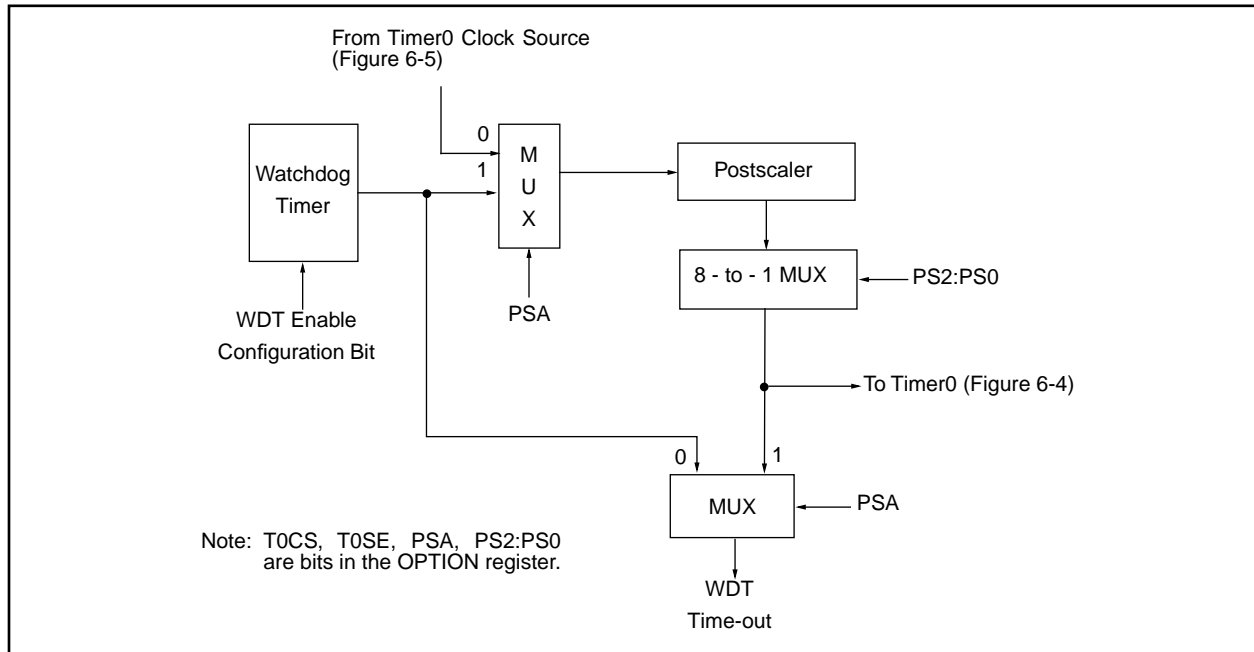 From Timer0 Clock Source
(Figure 6-5)
0
1
M
U
X
Watchdog
Timer
Postscaler
8 - to - 1 MUX
PS2:PS0
PSA
WDT Enable
Configuration Bit
To Timer0 (Figure 6-4)
0
1
MUX
PSA
Note: T0CS, T0SE, PSA, PS2:PS0
are bits in the OPTION register.
WDT
Time-out